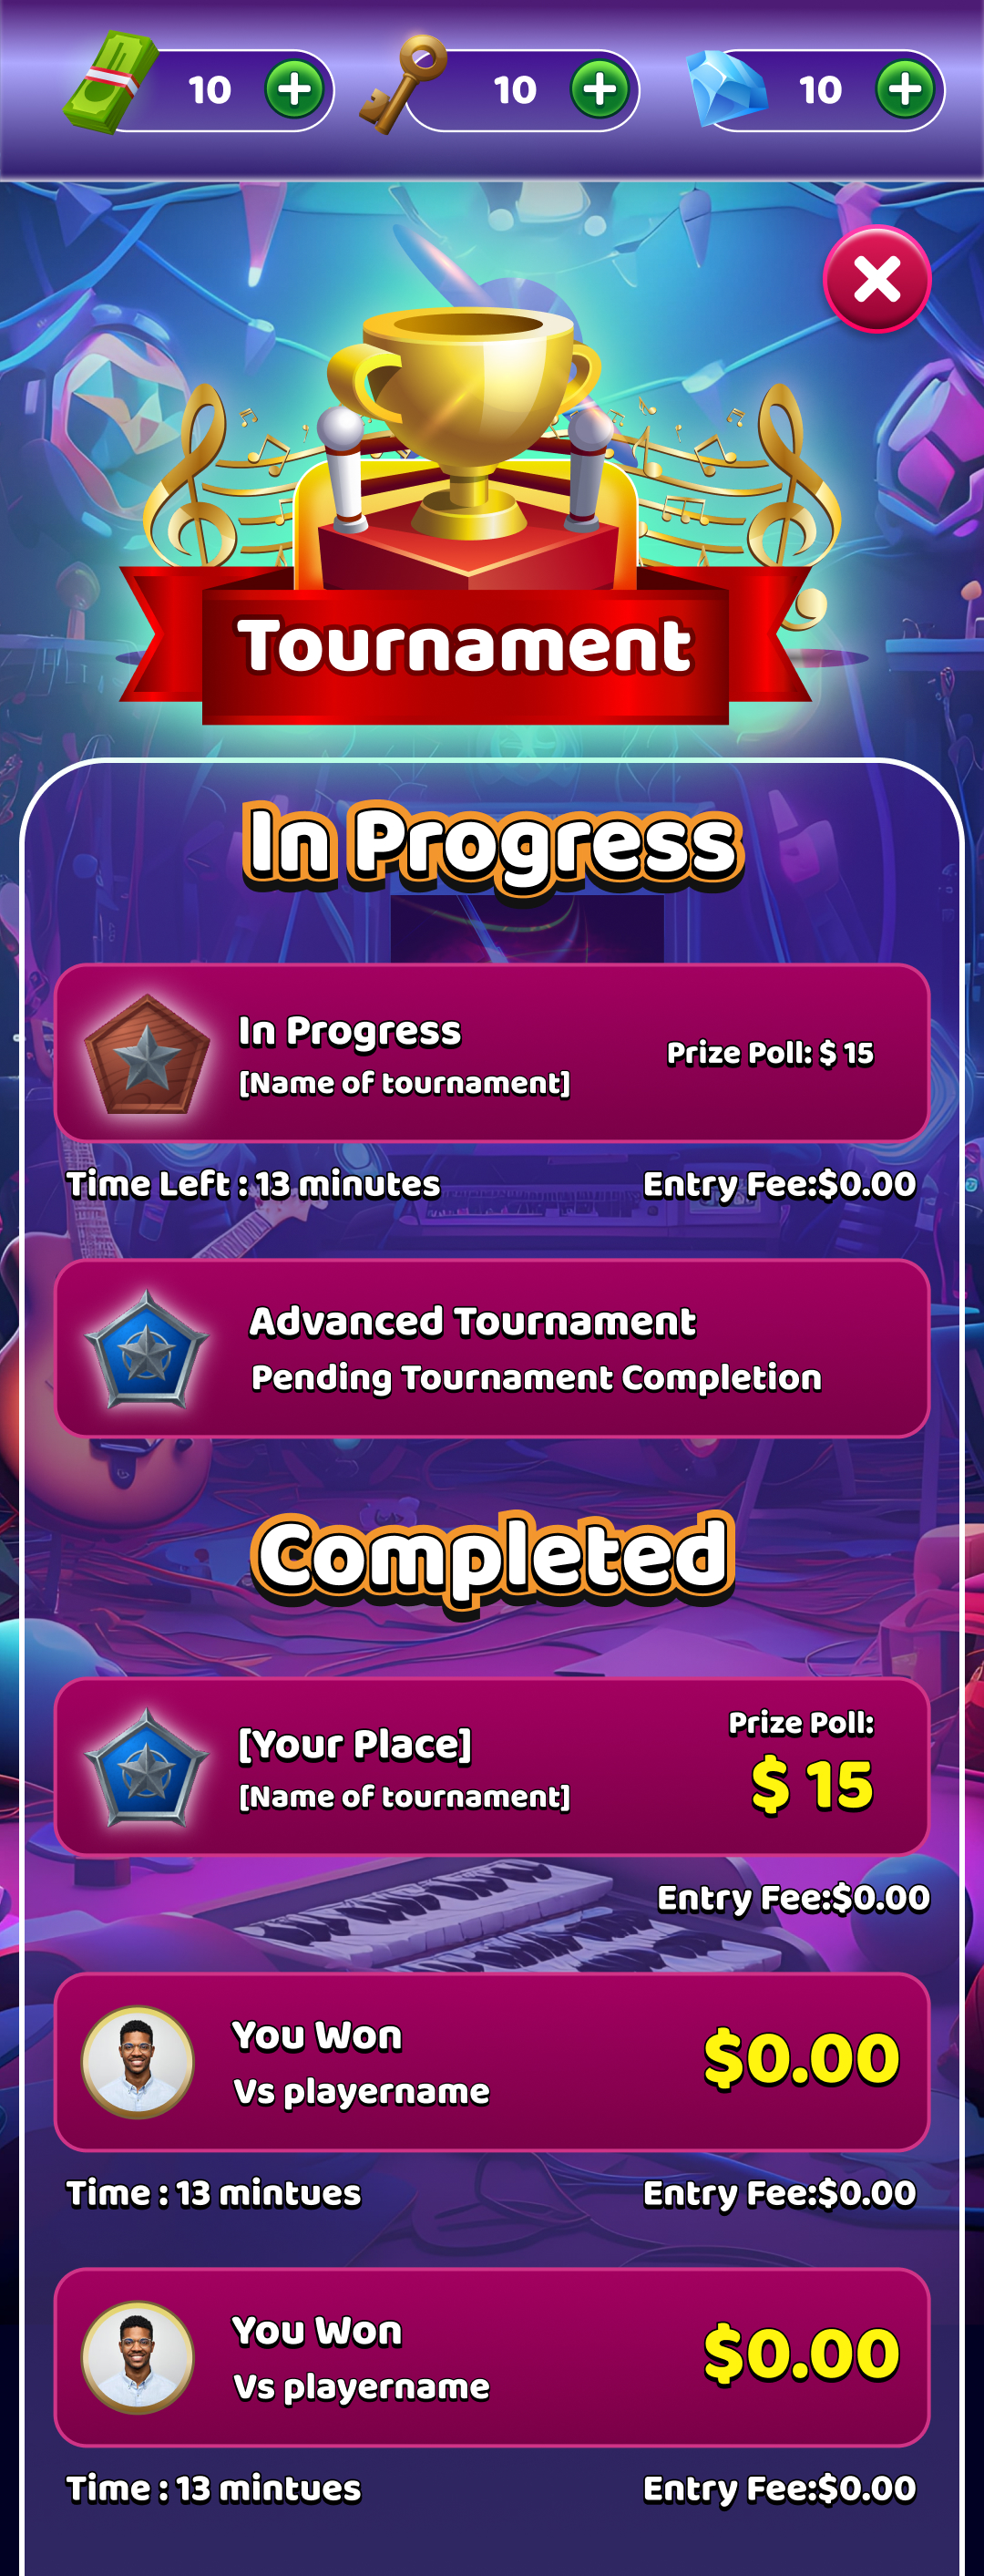 10 10 10
Tournament
In Progress
In Progress
[Name of tournament]
Prize Poll: $ 15
Time Left : 13 minutes
Entry Fee:$0.00
Advanced Tournament
Pending Tournament Completion
Completed
[Your Place]
[Name of tournament]
Prize Poll:
$ 15
Entry Fee:$0.00
You Won
Vs playername
$0.00
Time : 13 mintues
Entry Fee:$0.00
You Won
Vs playername
$0.00
Time : 13 mintues
Entry Fee:$0.00